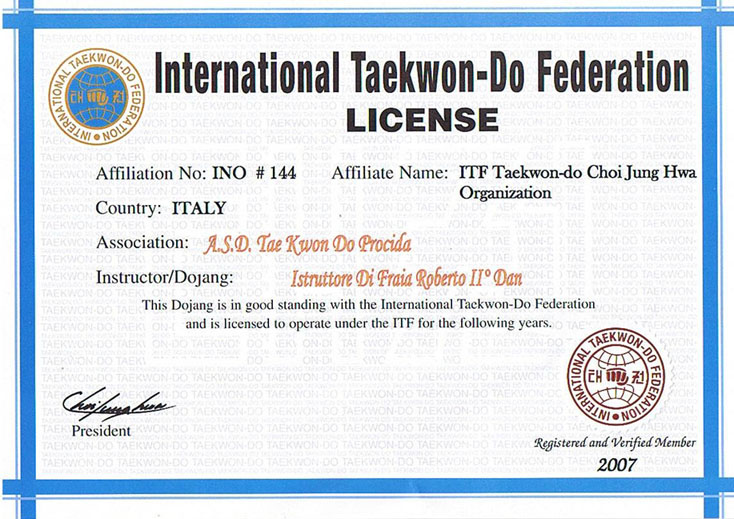 International Taekwon-Do Federation
LICENSE
INTERNATIONAL TAEKWON-DO FEDERATION
Affiliation No: INO # 144 Affiliate Name: ITF Taekwon-do Choi Jung Hwa
Organization
Country: ITALY
Association: A.S.D. Tae Kwon Do Procida
Instructor/Dojang: Istruttore Di Fraia Roberto II° Dan
This Dojang is in good standing with the International Taekwon-Do Federation
and is licensed to operate under the ITF for the following years.
INTERNATIONAL TAEKWON-DO FEDERATION
President
Registered and Verified Member
2007